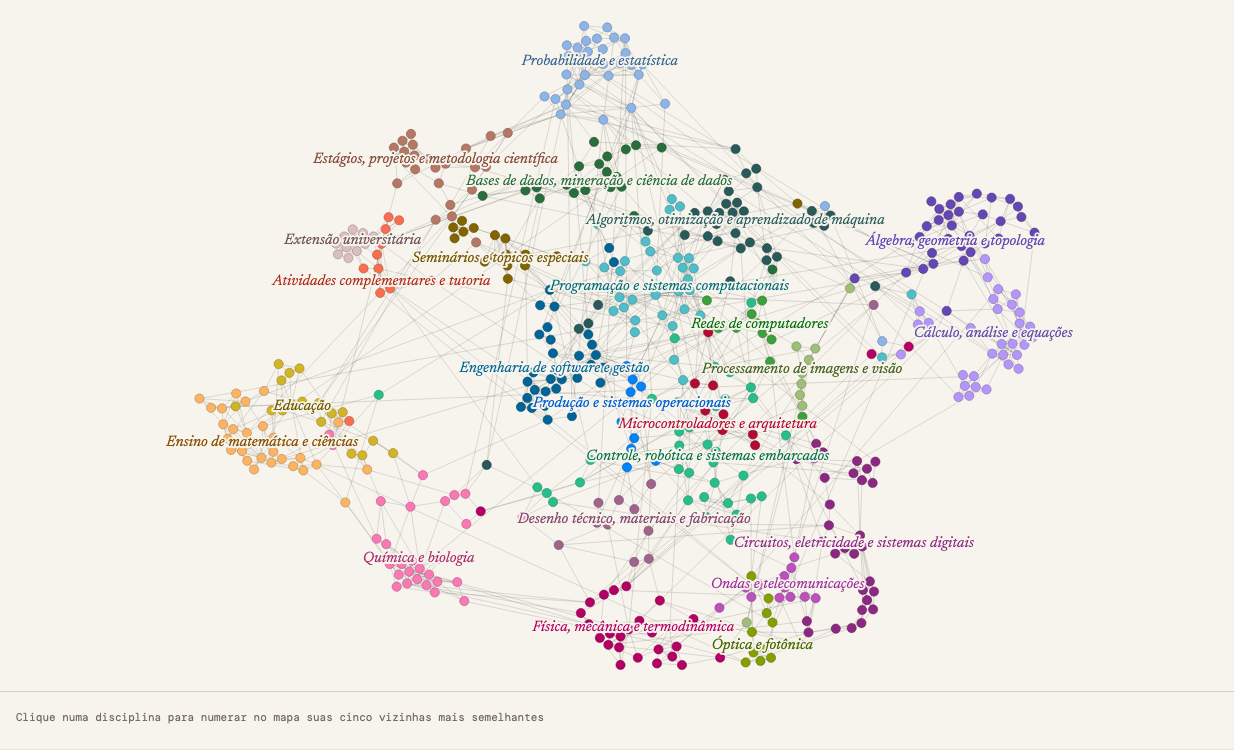 Probabilidade e estatística
Estágios, projetos e metodologia científica
Bases de dados, mineração e ciência de dados
Algoritmos, otimização e aprendizado de máquina
Extensão universitária
Álgebra, geometria e topologia
Seminários e tópicos especiais
Atividades complementares e tutoria
Programação e sistemas computacionais
Redes de computadores
Cálculo, análise e equações
Engenharia de software e gestão
Processamento de imagens e visão
Produção e sistemas operacionais
Educação
Microcontroladores e arquitetura
Ensino de matemática e ciências
Controle, robótica e sistemas embarcados
Desenho técnico, materiais e fabricação
Circuitos, eletricidade e sistemas digitais
Química e biologia
Ondas e telecomunicações
Física, mecânica e termodinâmica
Óptica e fotônica
Clique numa disciplina para numerar no mapa suas cinco vizinhas mais semelhantes